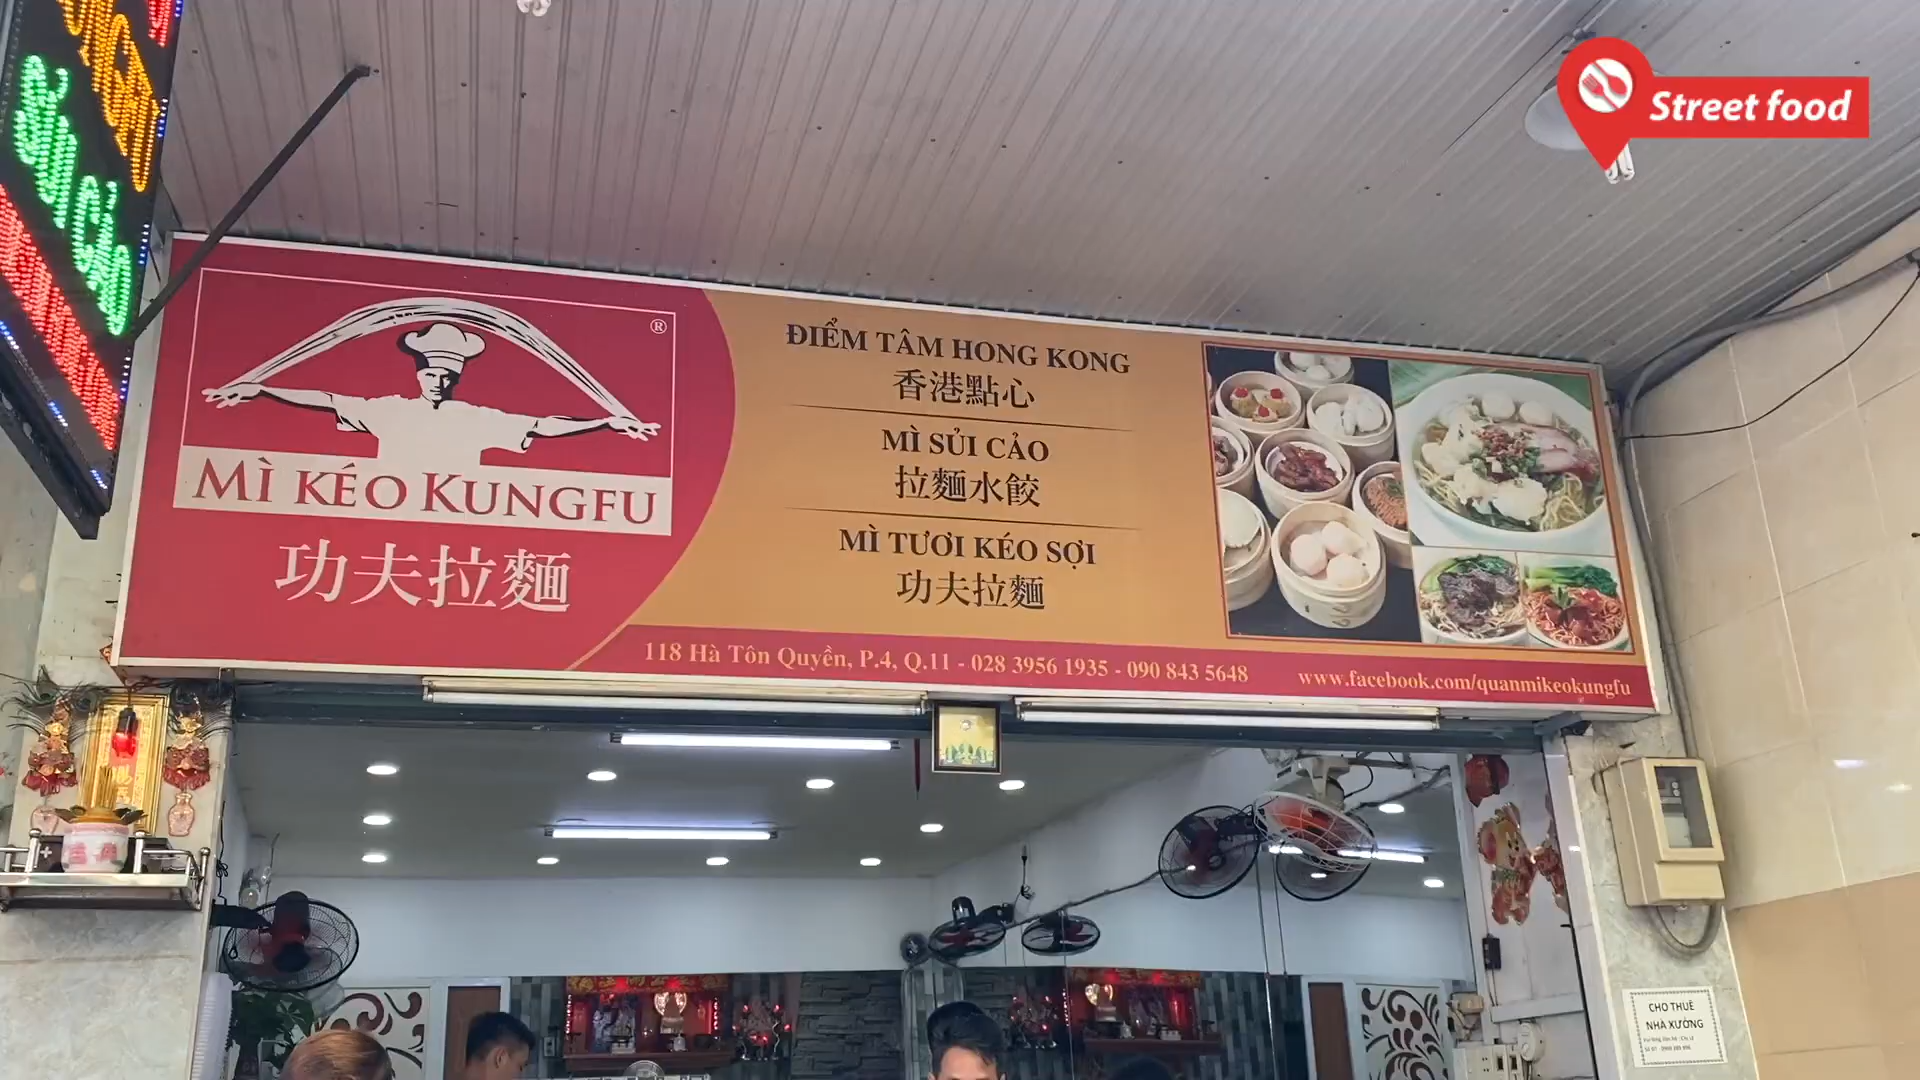 Street food
SỦI CẢO
®
MÌ KÉO KUNGFU
功夫拉麵
ĐIỂM TÂM HONG KONG
香港點心
MÌ SỦI CẢO
拉麵水餃
MÌ TƯƠI KÉO SỢI
功夫拉麵
118 Hà Tôn Quyền, P.4, Q.11 - 028 3956 1935 - 090 843 5648
www.facebook.com/quanmikeokungfu
CHO THUÊ
NHÀ XƯỞNG